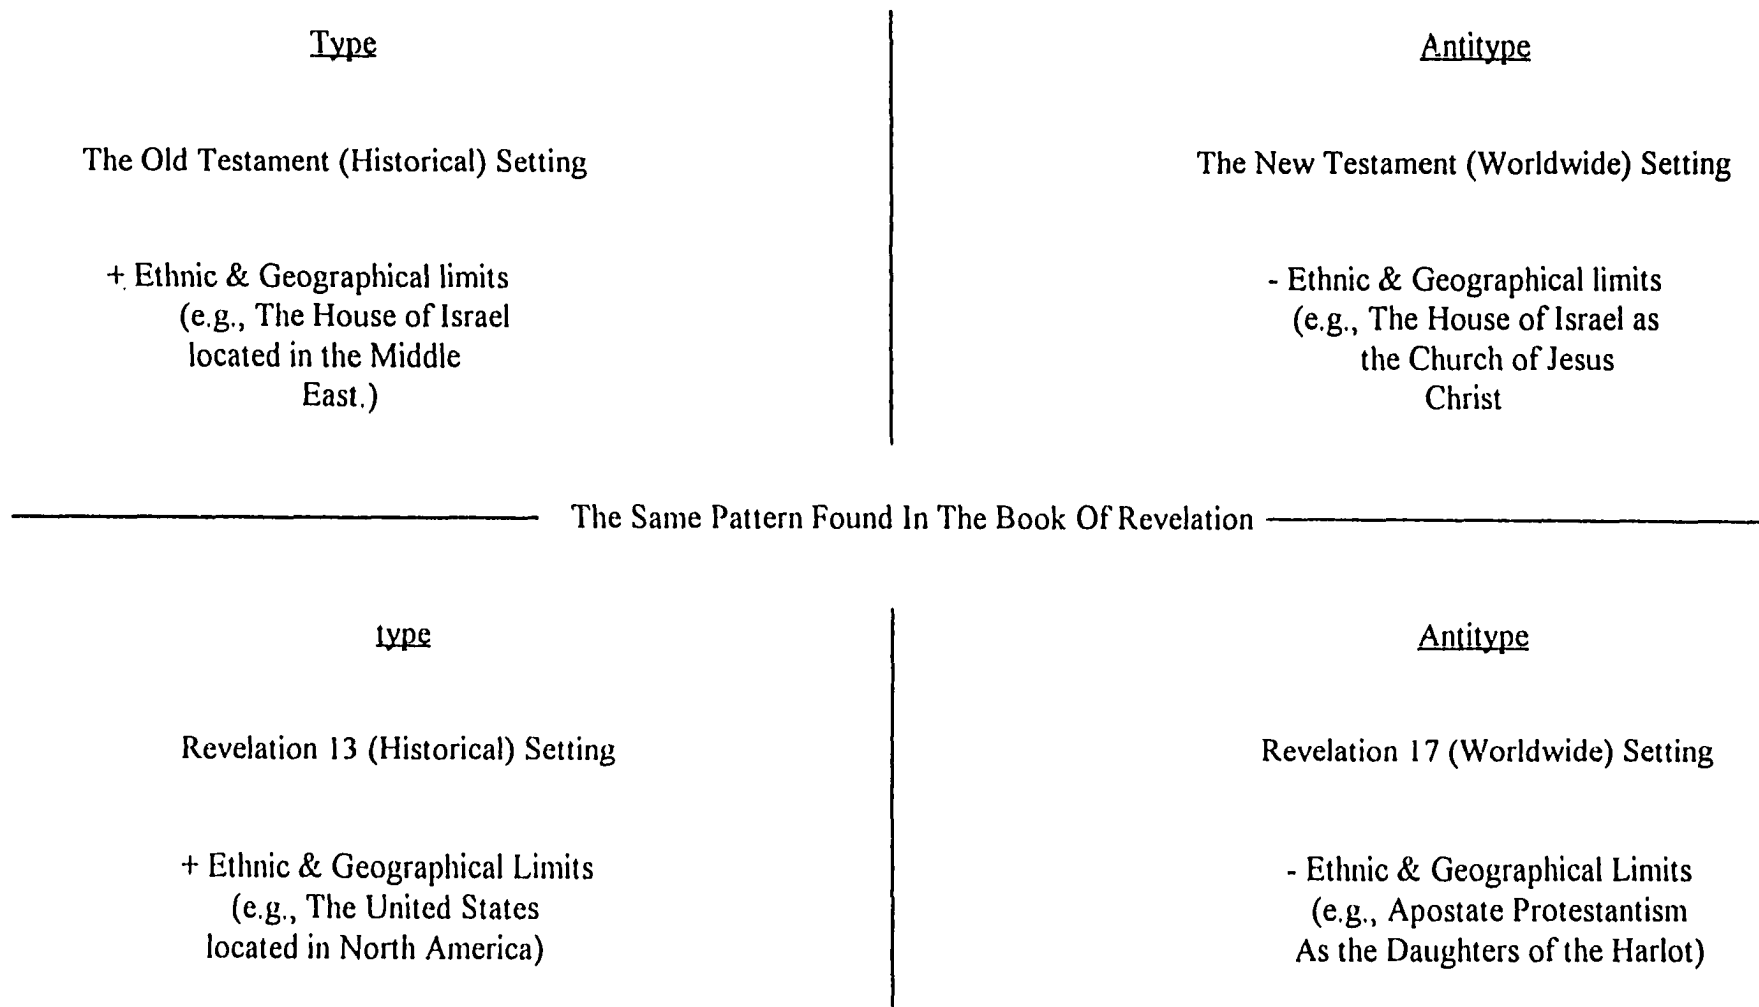 Type
The Old Testament (Historical) Setting
+ Ethnic & Geographical limits
(e.g., The House of Israel
located in the Middle
East.)
Antitype
The New Testament (Worldwide) Setting
- Ethnic & Geographical limits
(e.g., The House of Israel as
the Church of Jesus
Christ
The Same Pattern Found In The Book Of Revelation
type
Revelation 13 (Historical) Setting
+ Ethnic & Geographical Limits
(e.g., The United States
located in North America)
Antitype
Revelation 17 (Worldwide) Setting
- Ethnic & Geographical Limits
(e.g., Apostate Protestantism
As the Daughters of the Harlot)